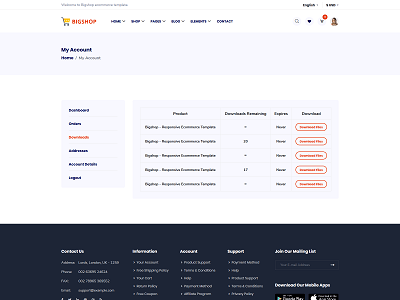 Welcome to Bigshop ecommerce template
English
$ USD
BIGSHOP
HOME
SHOP
PAGES
BLOG
ELEMENTS
CONTACT
My Account
Home / My Account
Dashboard
Orders
Downloads
Addresses
Account Details
Logout
Product Downloads Remaining Expires Download
Bigshop - Responsive Ecommerce Template ∞ Never Download Files
Bigshop - Responsive Ecommerce Template 20 Never Download Files
Bigshop - Responsive Ecommerce Template ∞ Never Download Files
Bigshop - Responsive Ecommerce Template 17 Never Download Files
Bigshop - Responsive Ecommerce Template ∞ Never Download Files
Contact Us
Address: Lords, London, UK - 1259
Phone: 002 63695 24624
FAX: 002 78965 369552
Email: support@example.com
Information
Your Account
Free Shipping Policy
Your Cart
Return Policy
Free Coupon
Account
Product Support
Terms & Conditions
Help
Payment Method
Affiliate Program
Support
Payment Method
Help
Product Support
Terms & Conditions
Privacy Policy
Join Our Mailing List
Your E-mail Address
Download Our Mobile Apps
Google Play
App Store